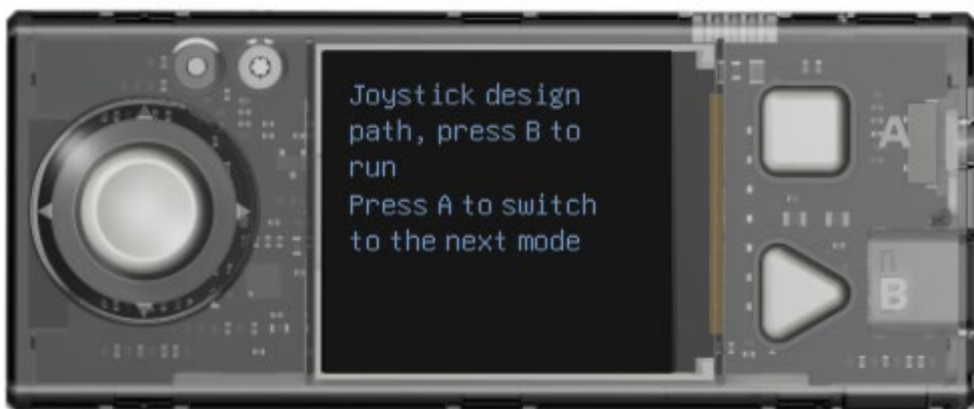 Joystick design
path, press B to
run
Press A to switch
to the next mode
A
B